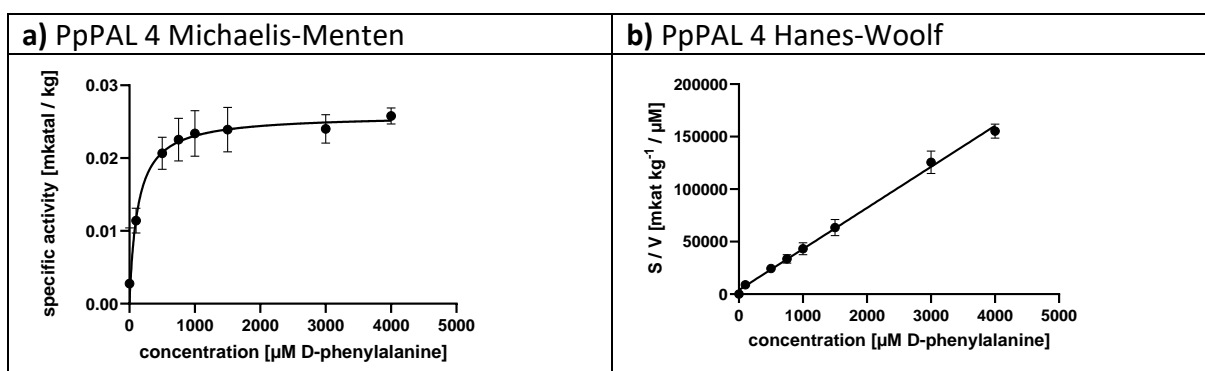 a) PpPAL 4 Michaelis-Menten
b) PpPAL 4 Hanes-Woolf
specific activity [mkatal / kg]
0.03
0.02
0.01
0.00
0 1000 2000 3000 4000 5000
concentration [µM D-phenylalanine]
S / V [mkat kg⁻¹ / µM]
200000
150000
100000
50000
0
0 1000 2000 3000 4000 5000
concentration [µM D-phenylalanine]